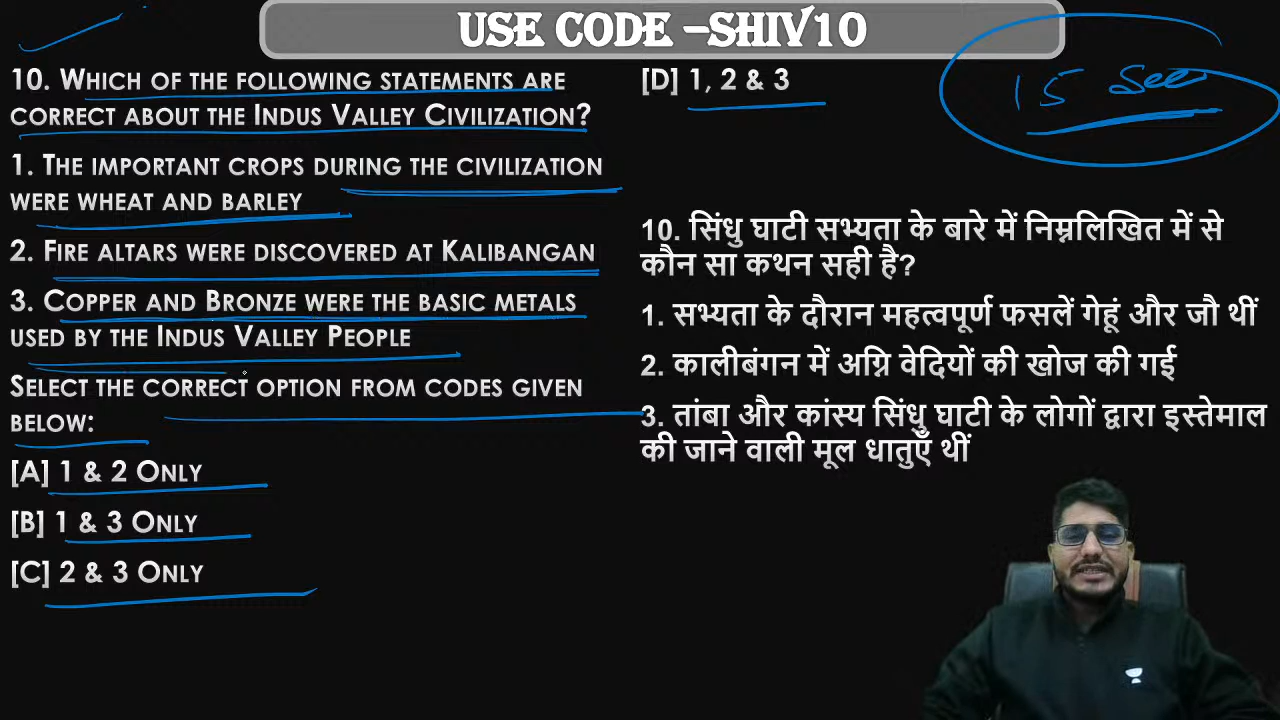 USE CODE –SHIV10
10. WHICH OF THE FOLLOWING STATEMENTS ARE
CORRECT ABOUT THE INDUS VALLEY CIVILIZATION?
1. THE IMPORTANT CROPS DURING THE CIVILIZATION
WERE WHEAT AND BARLEY
2. FIRE ALTARS WERE DISCOVERED AT KALIBANGAN
3. COPPER AND BRONZE WERE THE BASIC METALS
USED BY THE INDUS VALLEY PEOPLE
SELECT THE CORRECT OPTION FROM CODES GIVEN
BELOW:
[A] 1 & 2 ONLY
[B] 1 & 3 ONLY
[C] 2 & 3 ONLY
[D] 1, 2 & 3
15 Sec
10. सिंधु घाटी सभ्यता के बारे में निम्नलिखित में से
कौन सा कथन सही है?
1. सभ्यता के दौरान महत्वपूर्ण फसलें गेहूं और जौ थीं
2. कालीबंगन में अग्नि वेदियों की खोज की गई
3. तांबा और कांस्य सिंधु घाटी के लोगों द्वारा इस्तेमाल
की जाने वाली मूल धातुएँ थीं